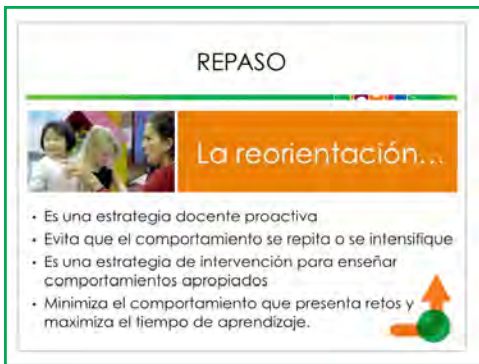 REPASO
La reorientación...
• Es una estrategia docente proactiva
• Evita que el comportamiento se repita o se intensifique
• Es una estrategia de intervención para enseñar
comportamientos apropiados
• Minimiza el comportamiento que presenta retos y
maximiza el tiempo de aprendizaje.